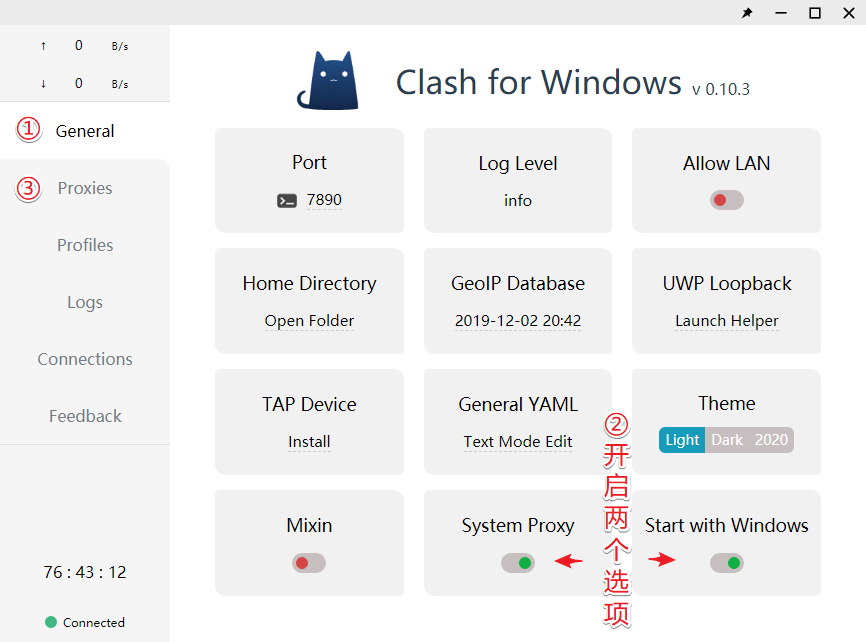 ↑ 0 B/s
↓ 0 B/s
① General
③ Proxies
Profiles
Logs
Connections
Feedback
76 : 43 : 12
Connected
Clash for Windows v 0.10.3
Port
7890
Log Level
info
Allow LAN
Home Directory
Open Folder
GeoIP Database
2019-12-02 20:42
UWP Loopback
Launch Helper
TAP Device
Install
General YAML
Text Mode Edit
Theme
Light Dark 2020
Mixin
System Proxy
Start with Windows
②开启两个选项